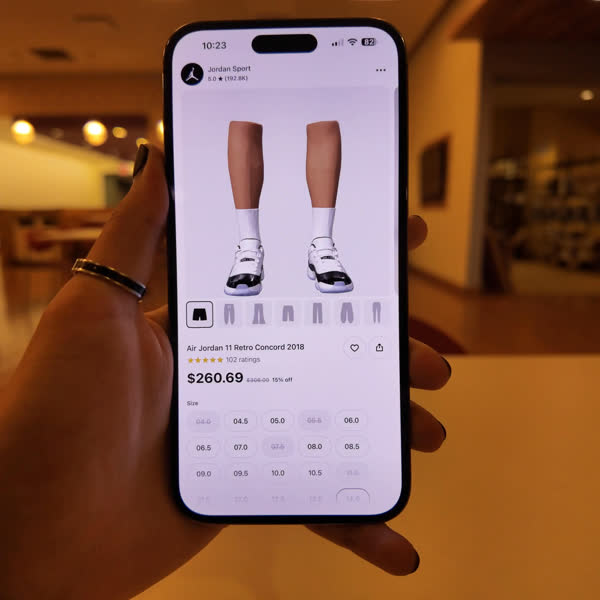 10:23
82
Jordan Sport
5.0 ★ (192.8K)
Air Jordan 11 Retro Concord 2018
102 ratings
$260.69 $306.69 15% off
Size
04.0 04.5 05.0 05.5 06.0
06.5 07.0 07.5 08.0 08.5
09.0 09.5 10.0 10.5 11.0